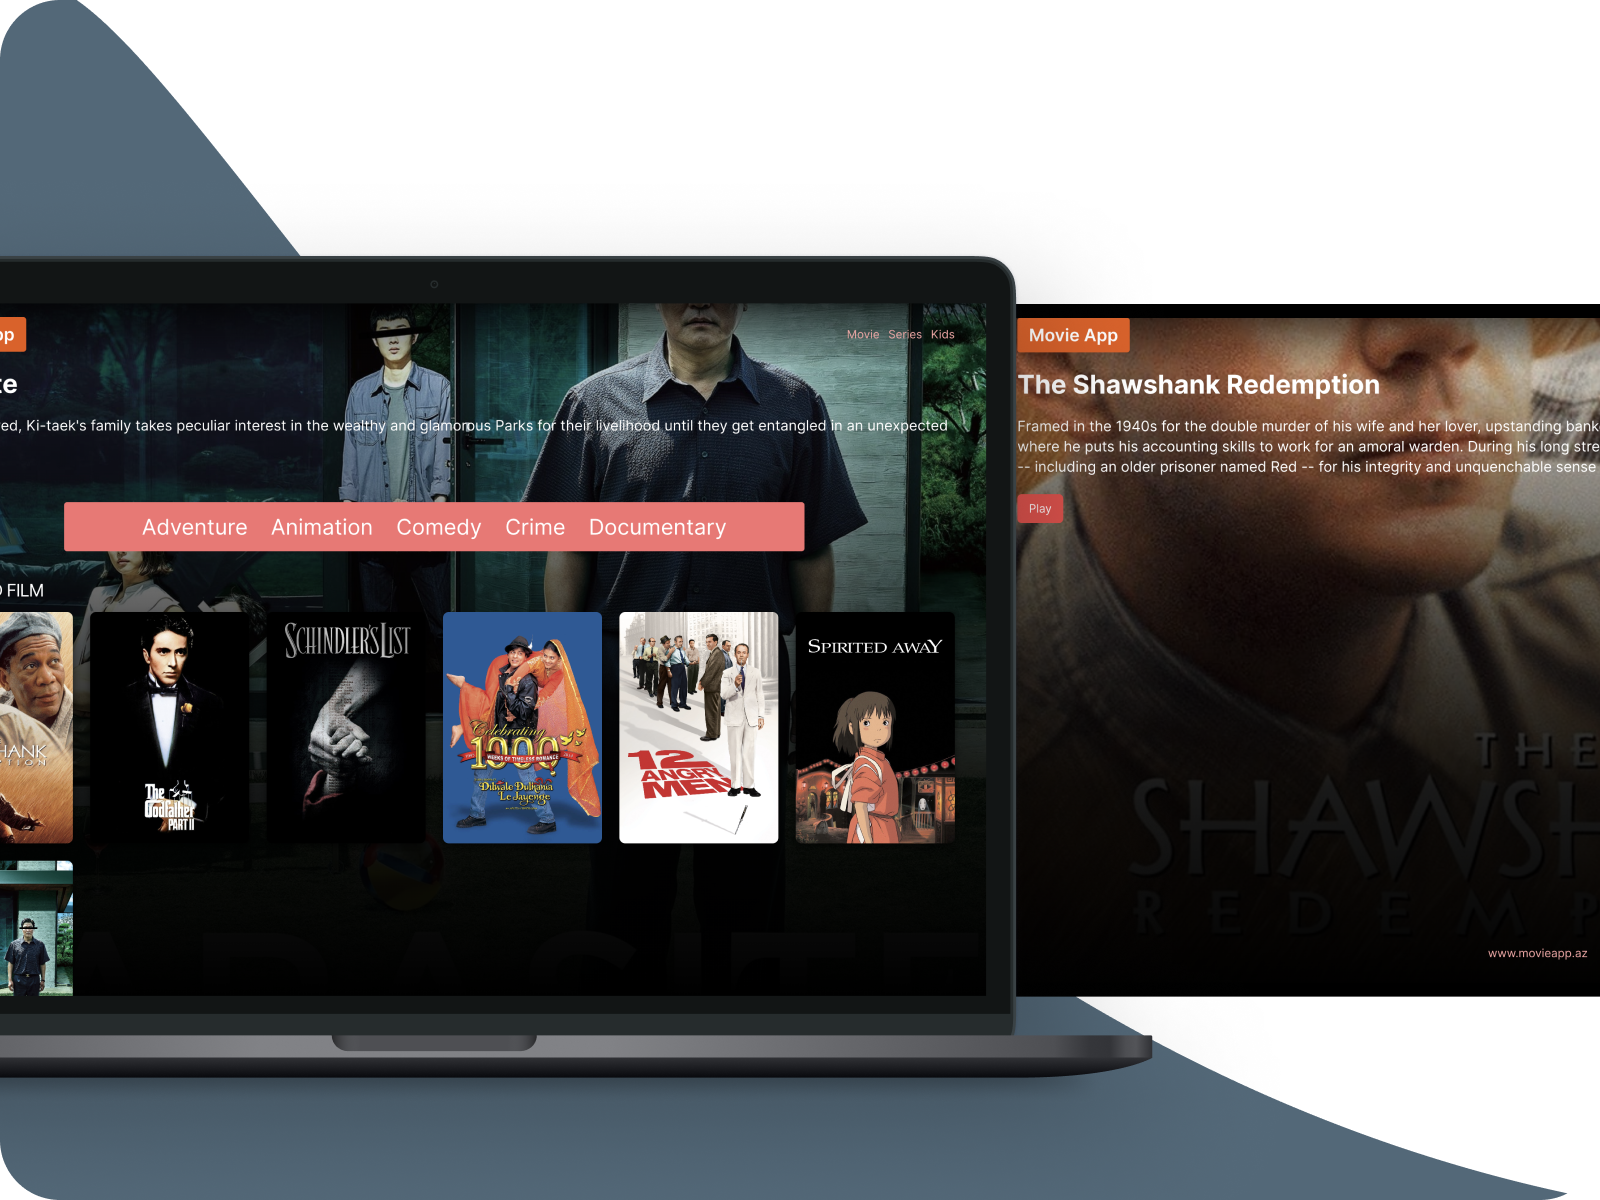 pp
Movie Series Kids
te
ed, Ki-taek's family takes peculiar interest in the wealthy and glamorous Parks for their livelihood until they get entangled in an unexpected
Adventure Animation Comedy Crime Documentary
FILM
HANK
CTION
The
Godfather
PART II
SCHINDLER'S LIST
Celebrating
1000
WEEKS OF TIMELESS ROMANCE
Dilwale Dulhania
Le Jayenge
12
ANGRY
MEN
SPIRITED AWAY
Movie App
The Shawshank Redemption
Framed in the 1940s for the double murder of his wife and her lover, upstanding bank
where he puts his accounting skills to work for an amoral warden. During his long stre
-- including an older prisoner named Red -- for his integrity and unquenchable sense
Play
THE
SHAWSH
REDEMP
www.movieapp.az